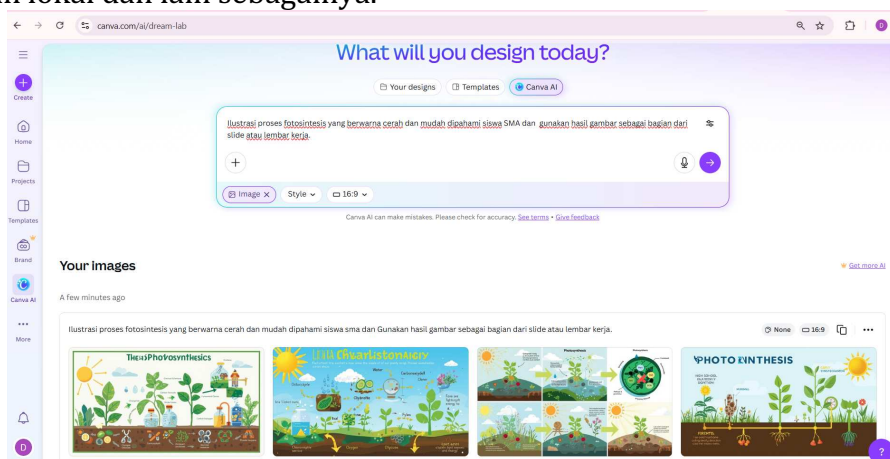 lokal dan lain sebagainya.
canva.com/ai/dream-lab
What will you design today?
Create
Your designs
Templates
Canva AI
Home
Ilustrasi proses fotosintesis yang berwarna cerah dan mudah dipahami siswa SMA dan gunakan hasil gambar sebagai bagian dari
slide atau lembar kerja.
Projects
Image
Style
16:9
Templates
Canva AI can make mistakes. Please check for accuracy. See terms • Give feedback
Brand
Your images
Get more AI
Canva AI
A few minutes ago
More
Ilustrasi proses fotosintesis yang berwarna cerah dan mudah dipahami siswa sma dan Gunakan hasil gambar sebagai bagian dari slide atau lembar kerja.
None
16:9
PHOTO
D
D
?